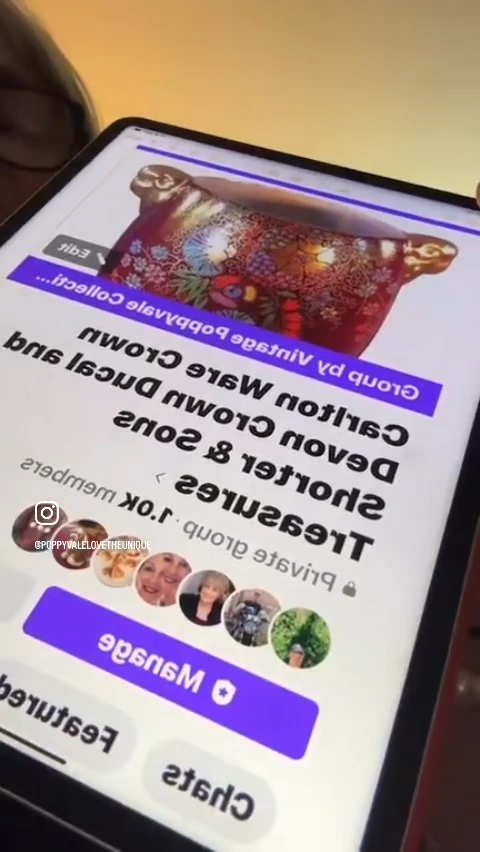 Edit
Group by Vintage Poppyvale Collecti...
Carlton Ware Crown
Devon Crown Ducal and
Shorter & Sons
Treasures >
Private group · 1.0K members
@POPPYVALELOVETHEUNIQUE
Manage
Featured
Chats